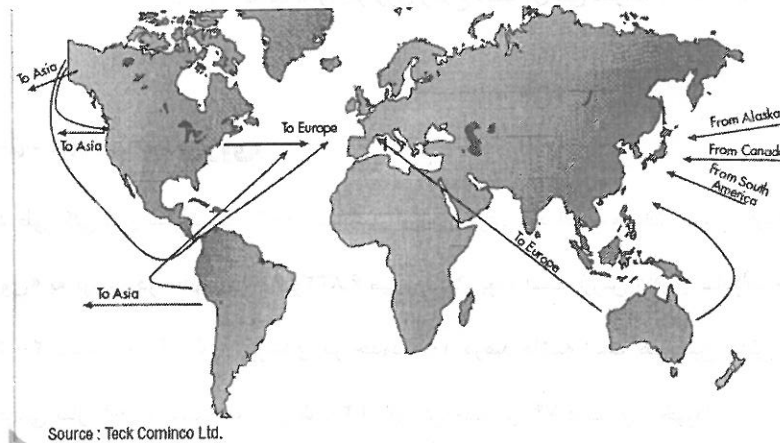 To Asia
To Asia
To Europe
From Alaska
From Canada
From South
America
To Europe
To Asia
Source : Teck Cominco Ltd.